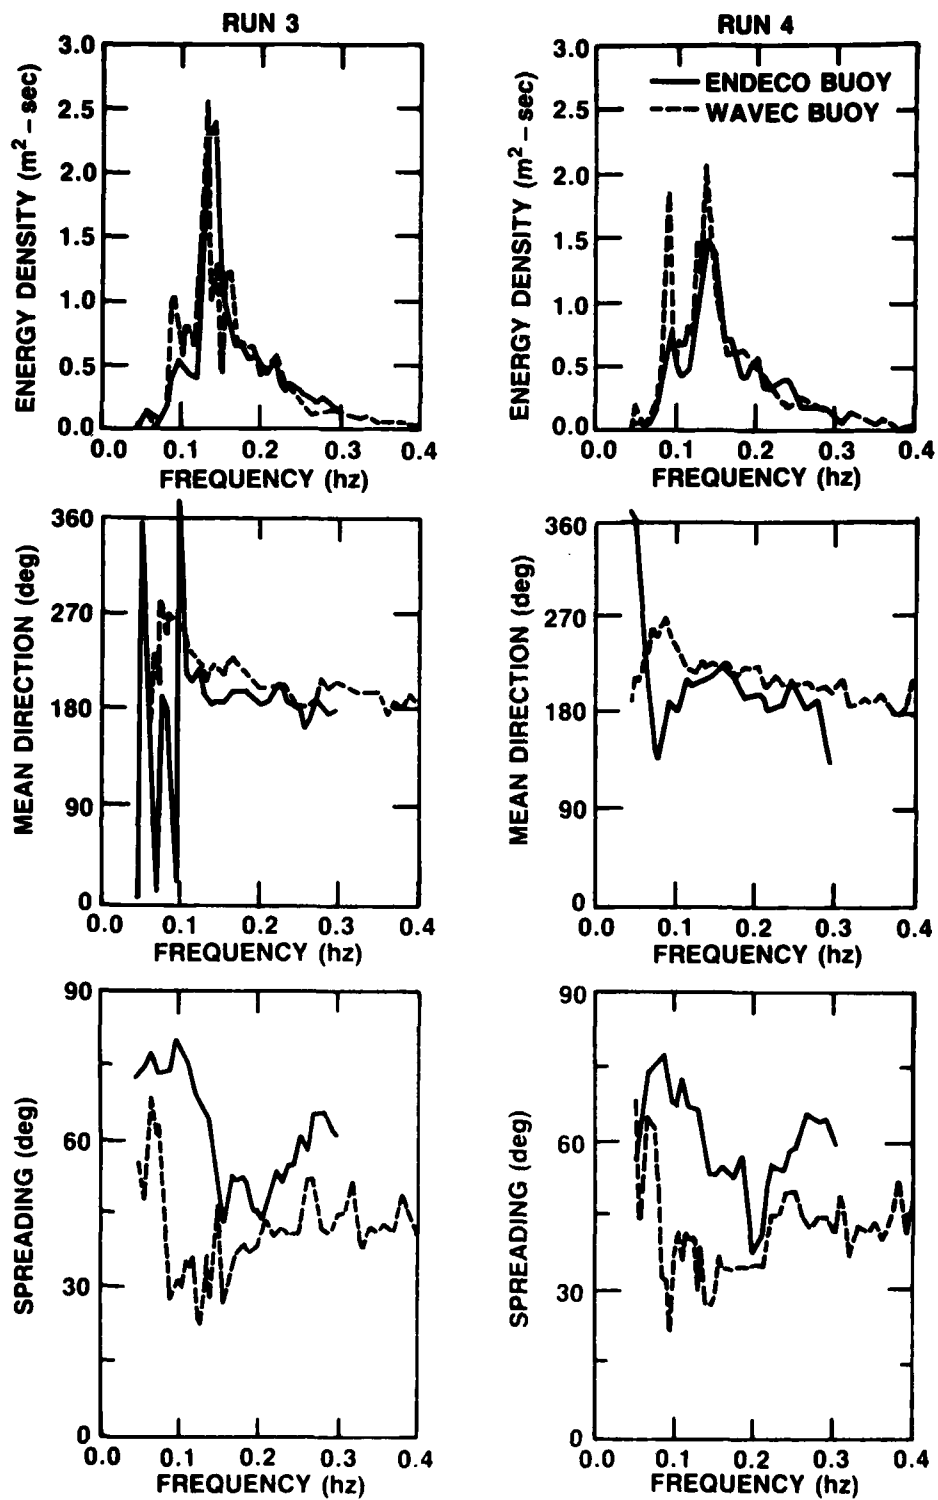 RUN 3
ENERGY DENSITY (m² – sec)
3.0
2.5
2.0
1.5
1.0
0.5
0.0
0.0 0.1 0.2 0.3 0.4
FREQUENCY (hz)
RUN 4
ENERGY DENSITY (m² – sec)
3.0
2.5
2.0
1.5
1.0
0.5
0.0
ENDECO BUOY
WAVEC BUOY
0.0 0.1 0.2 0.3 0.4
FREQUENCY (hz)
MEAN DIRECTION (deg)
360
270
180
90
0
0.0 0.1 0.2 0.3 0.4
FREQUENCY (hz)
MEAN DIRECTION (deg)
360
270
180
90
0
0.0 0.1 0.2 0.3 0.4
FREQUENCY (hz)
SPREADING (deg)
90
60
30
0
0.0 0.1 0.2 0.3 0.4
FREQUENCY (hz)
SPREADING (deg)
90
60
30
0
0.0 0.1 0.2 0.3 0.4
FREQUENCY (hz)